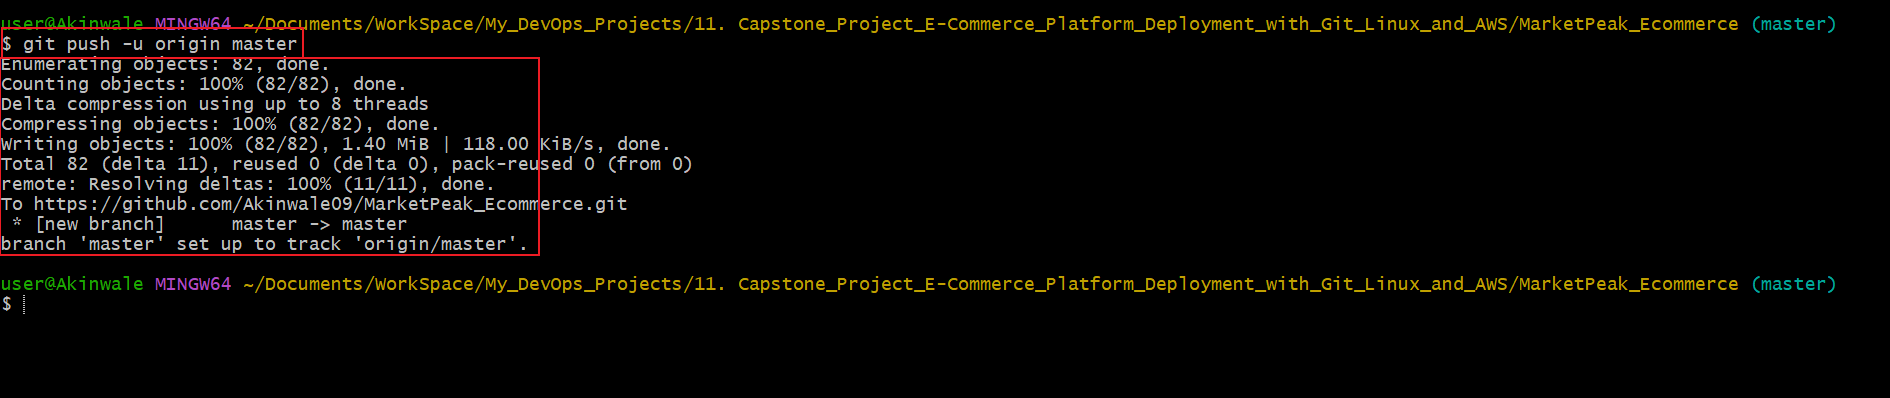 user@Akinwale MINGW64 ~/Documents/WorkSpace/My_DevOps_Projects/11. Capstone_Project_E-Commerce_Platform_Deployment_with_Git_Linux_and_AWS/MarketPeak_Ecommerce (master)
$ git push -u origin master
Enumerating objects: 82, done.
Counting objects: 100% (82/82), done.
Delta compression using up to 8 threads
Compressing objects: 100% (82/82), done.
Writing objects: 100% (82/82), 1.40 MiB | 118.00 KiB/s, done.
Total 82 (delta 11), reused 0 (delta 0), pack-reused 0 (from 0)
remote: Resolving deltas: 100% (11/11), done.
To https://github.com/Akinwale09/MarketPeak_Ecommerce.git
 * [new branch]      master -> master
branch 'master' set up to track 'origin/master'.
user@Akinwale MINGW64 ~/Documents/WorkSpace/My_DevOps_Projects/11. Capstone_Project_E-Commerce_Platform_Deployment_with_Git_Linux_and_AWS/MarketPeak_Ecommerce (master)
$